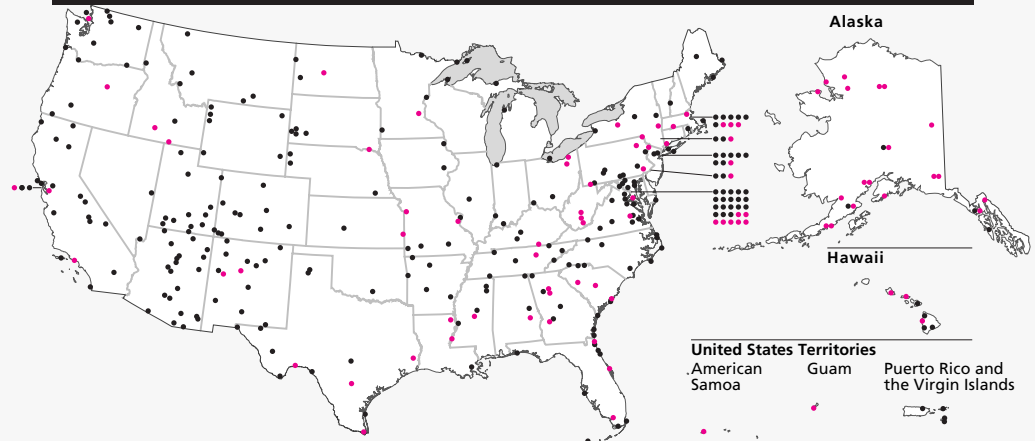 Alaska
Hawaii
United States Territories
American
Samoa
Guam
Puerto Rico and
the Virgin Islands